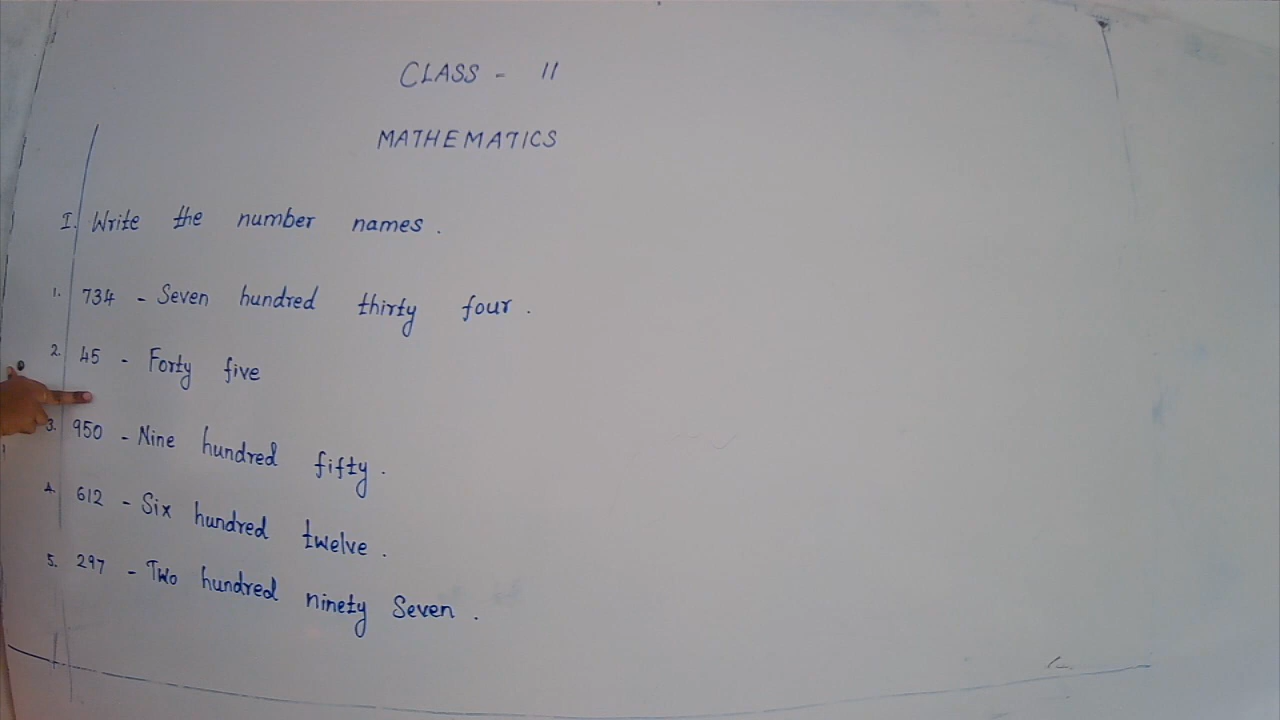 CLASS - II
MATHEMATICS
I. Write the number names.
1. 734 - Seven hundred thirty four.
2. 45 - Forty five
3. 950 - Nine hundred fifty.
4. 612 - Six hundred twelve.
5. 297 - Two hundred ninety Seven.